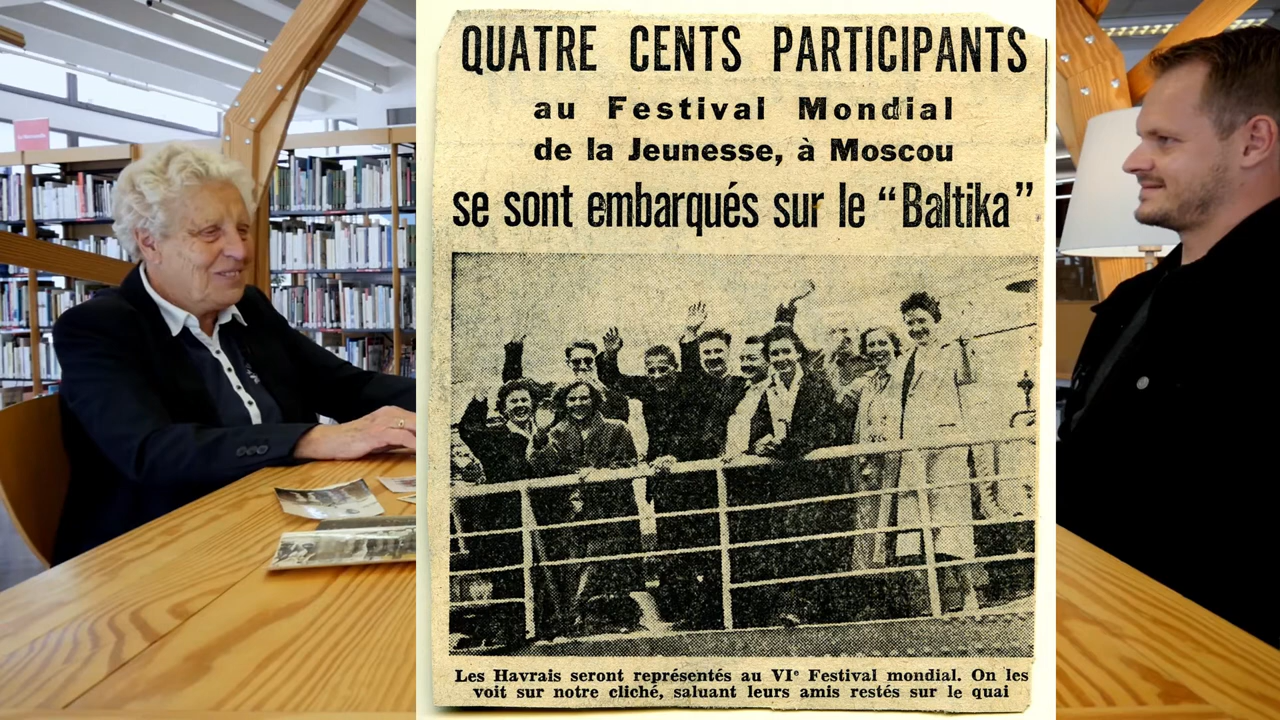 QUATRE CENTS PARTICIPANTS
au Festival Mondial
de la Jeunesse, à Moscou
se sont embarqués sur le “Baltika”
Les Havrais seront représentés au VIᵉ Festival mondial. On les
voit sur notre cliché, saluant leurs amis restés sur le quai